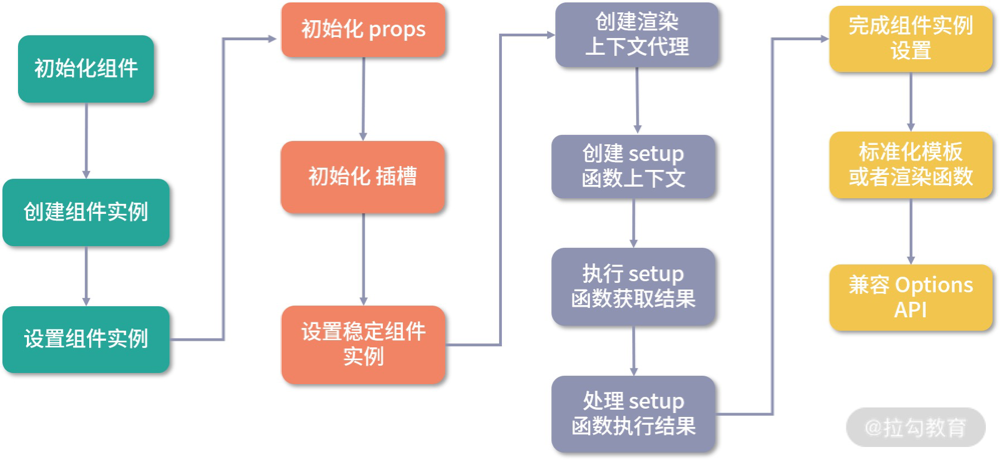 初始化组件
创建组件实例
设置组件实例
初始化 props
初始化 插槽
设置稳定组件
实例
创建渲染
上下文代理
创建 setup
函数上下文
执行 setup
函数获取结果
处理 setup
函数执行结果
完成组件实例
设置
标准化模板
或者渲染函数
兼容 Options
API
@拉勾教育